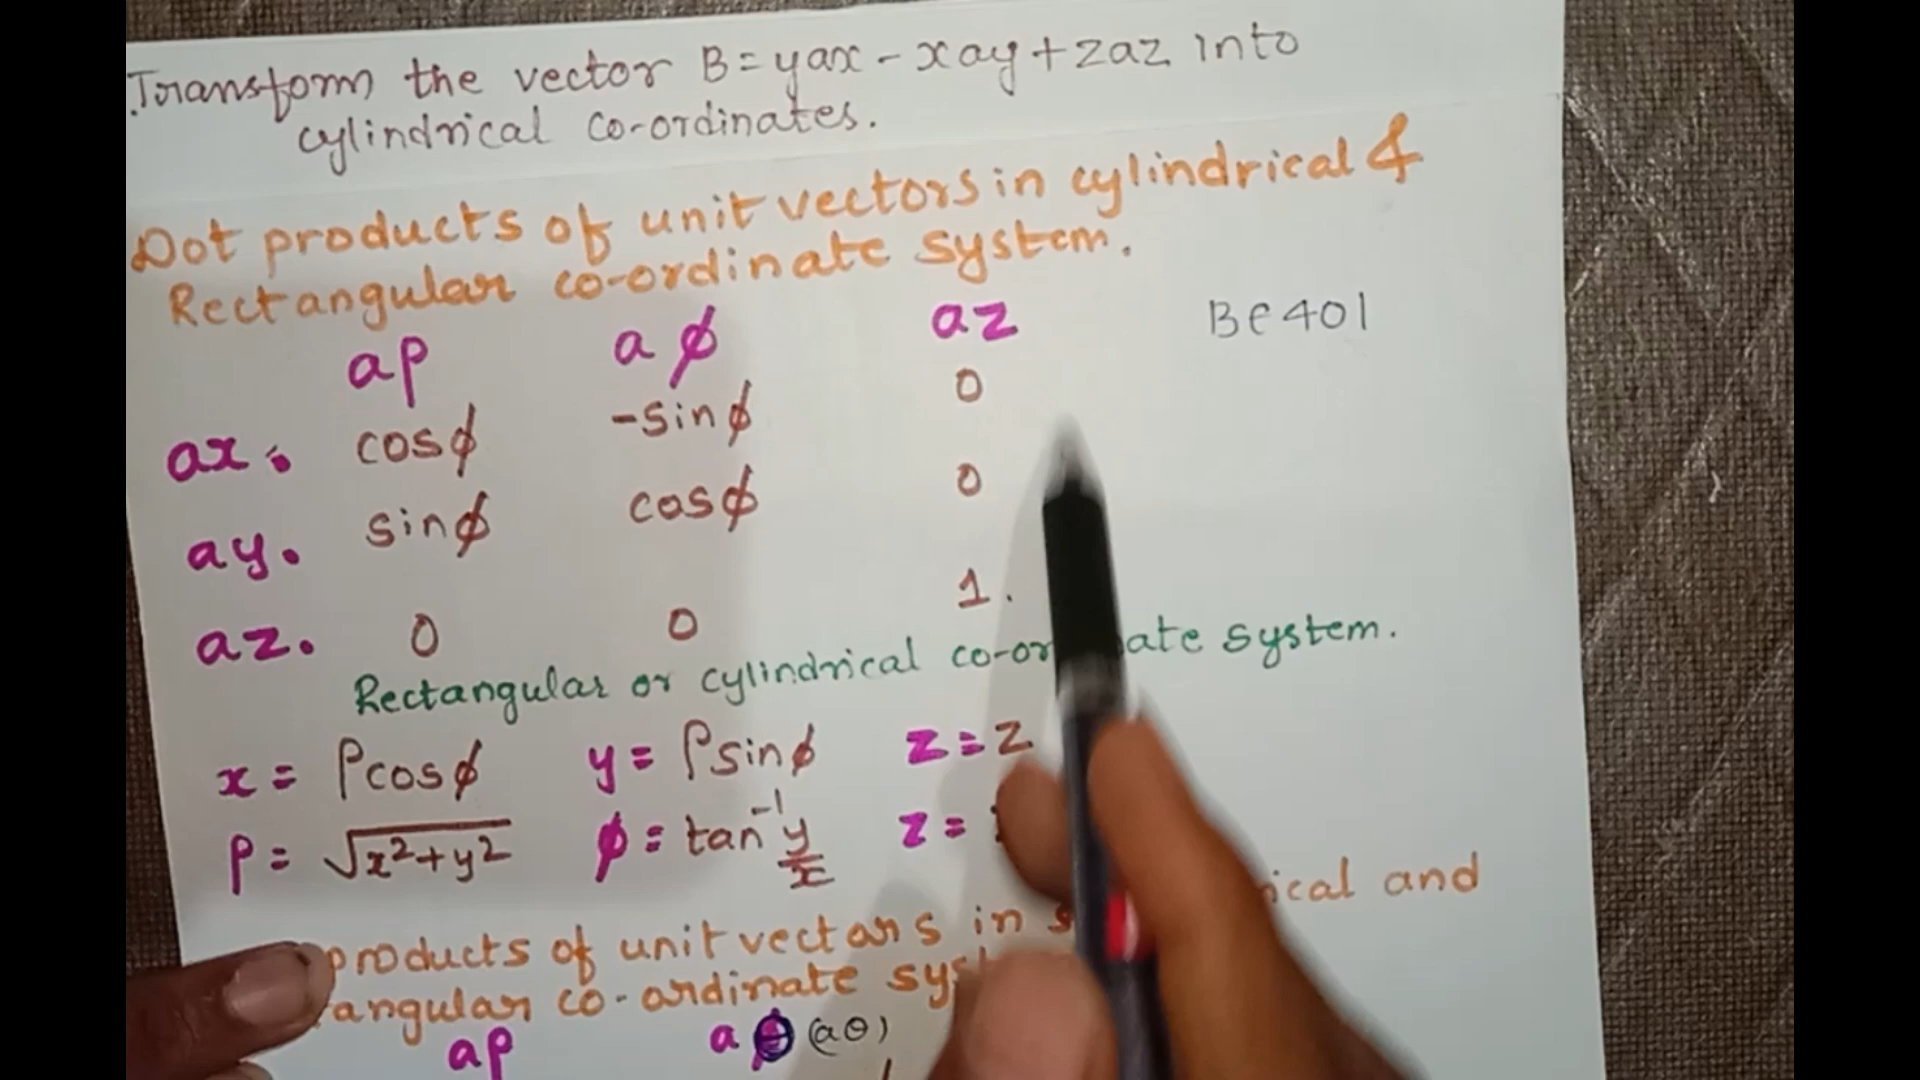 Transform the vector B=yax-xay+zaz into
cylindrical co-ordinates.
Dot products of unit vectors in cylindrical &
Rectangular co-ordinate system.
aρ aϕ az
BC401
ax. cosϕ -sinϕ 0
ay. sinϕ cosϕ 0
az. 0 0 1.
Rectangular or cylindrical co-or ate system.
x= ρcosϕ y= ρsinϕ z=z
ρ= √x²+y² ϕ= tan⁻¹y/x z=
products of unit vectors in s ical and
angular co-ordinate sys
aρ a (aθ)